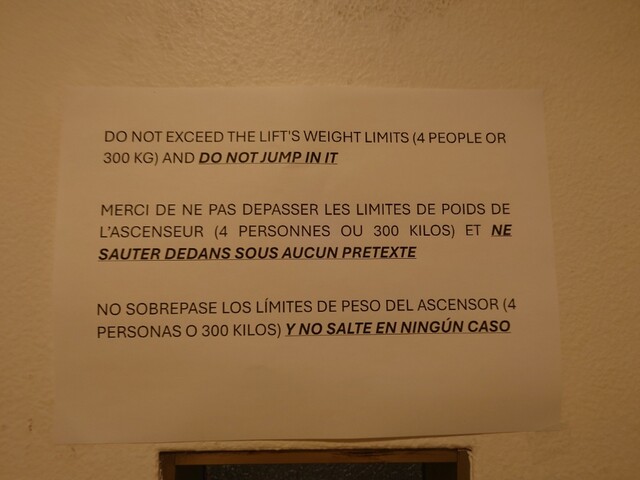 DO NOT EXCEED THE LIFT'S WEIGHT LIMITS (4 PEOPLE OR
300 KG) AND DO NOT JUMP IN IT
MERCI DE NE PAS DEPASSER LES LIMITES DE POIDS DE
L'ASCENSEUR (4 PERSONNES OU 300 KILOS) ET NE
SAUTER DEDANS SOUS AUCUN PRETEXTE
NO SOBREPASE LOS LÍMITES DE PESO DEL ASCENSOR (4
PERSONAS O 300 KILOS) Y NO SALTE EN NINGÚN CASO